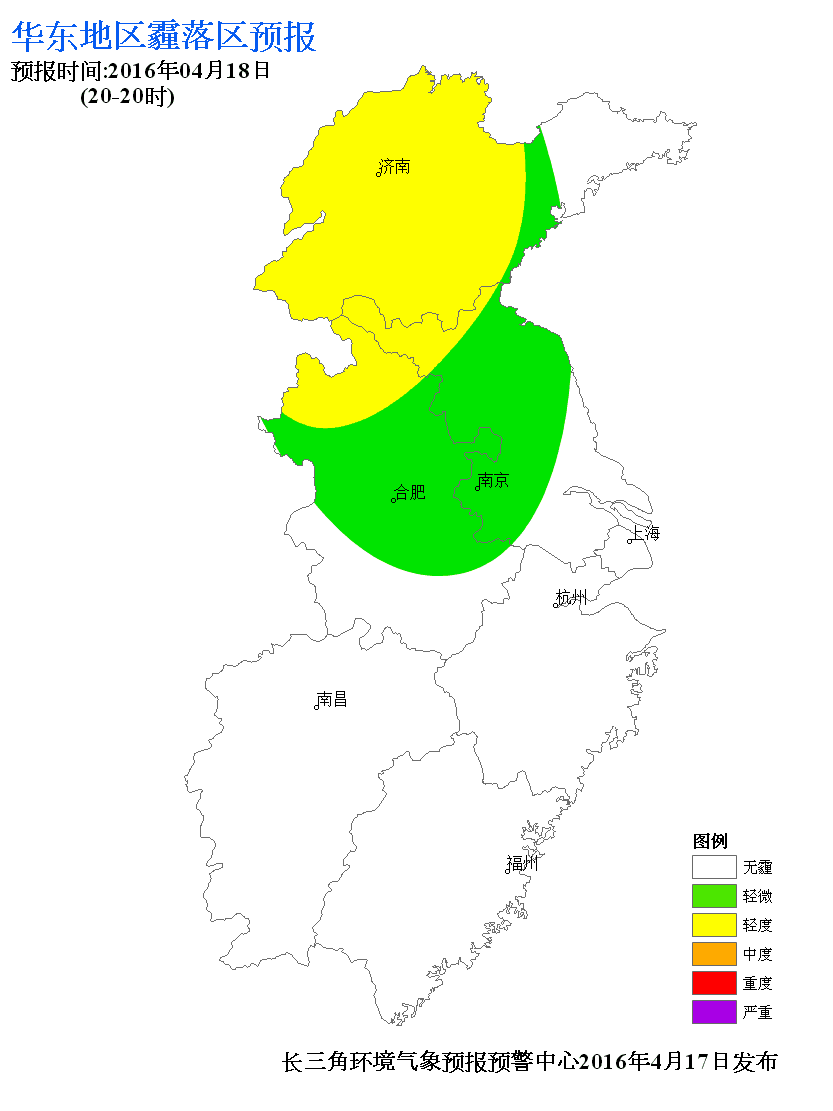 华东地区霾落区预报
预报时间:2016年04月18日
(20-20时)
济南
合肥
南京
上海
杭州
南昌
福州
图例
无霾
轻微
轻度
中度
重度
严重
长三角环境气象预报预警中心2016年4月17日发布